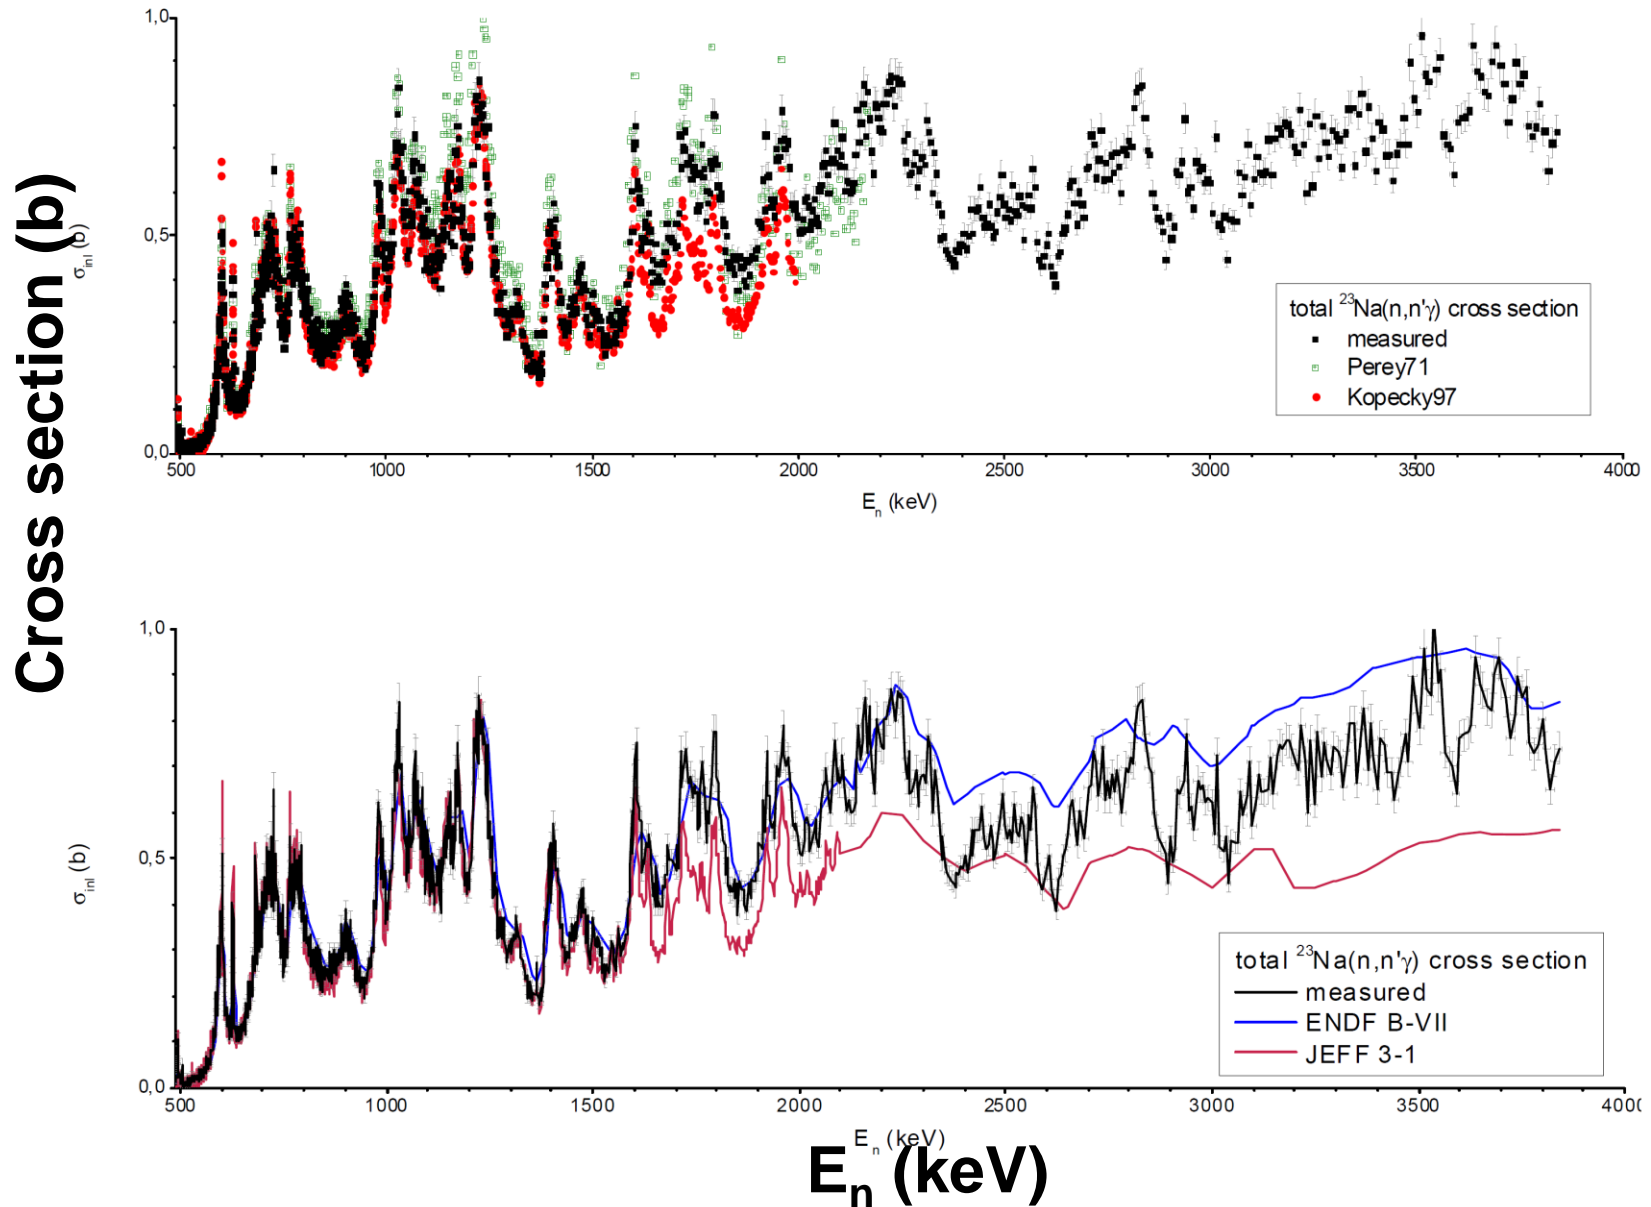 Cross section (b)
σinl (b)
1,0
0,5
0,0
500 1000 1500 2000 2500 3000 3500 4000
En (keV)
total 23Na(n,n'γ) cross section
measured
Perey71
Kopecky97
σinl (b)
1,0
0,5
0,0
500 1000 1500 2000 2500 3000 3500 4000
En (keV)
total 23Na(n,n'γ) cross section
measured
ENDF B-VII
JEFF 3-1
En (keV)